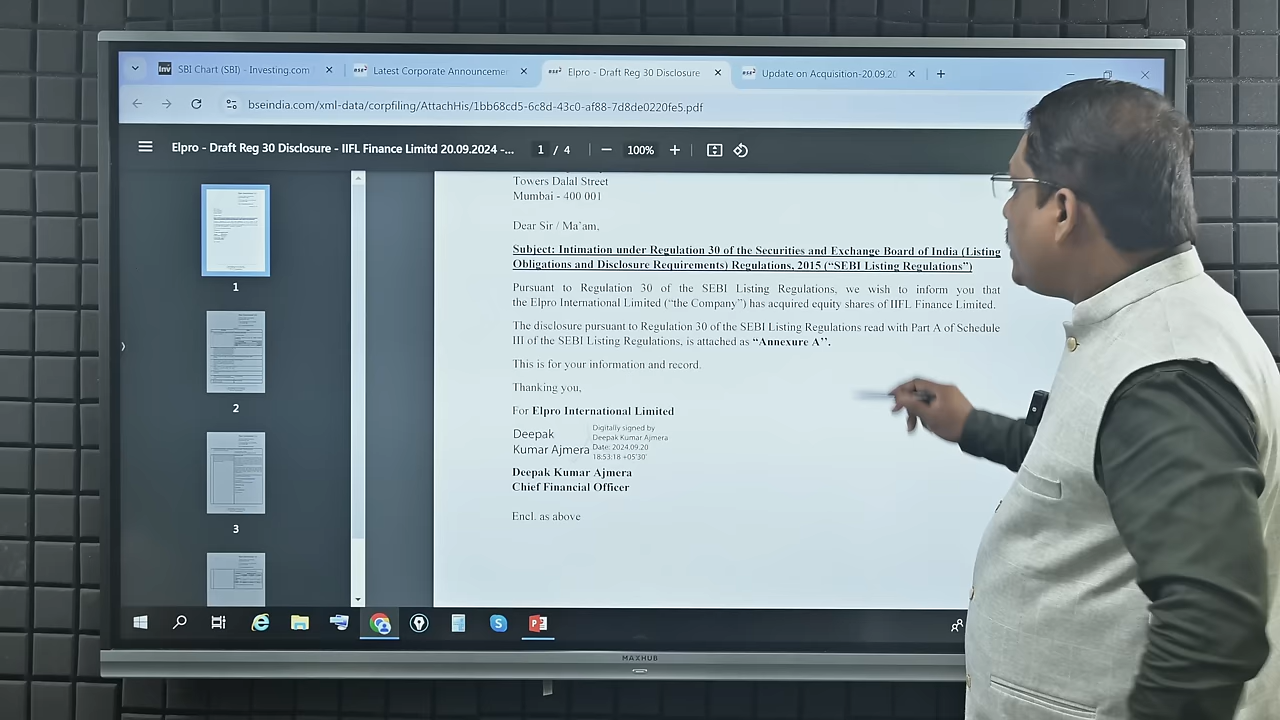 SBI Chart (SBI) - Investing.com
Latest Corporate Announceme
Elpro - Draft Reg 30 Disclosure
Update on Acquisition-20.09.20
bseindia.com/xml-data/corpfiling/AttachHis/1bb68cd5-6c8d-43c0-af88-7d8de0220fe5.pdf
Elpro - Draft Reg 30 Disclosure - IIFL Finance Limitd 20.09.2024 -...
1 / 4
100%
Towers Dalal Street
Mumbai - 400 001
Dear Sir / Ma'am,
Subject: Intimation under Regulation 30 of the Securities and Exchange Board of India (Listing
Obligations and Disclosure Requirements) Regulations, 2015 (“SEBI Listing Regulations”)
Pursuant to Regulation 30 of the SEBI Listing Regulations, we wish to inform you that
the Elpro International Limited (“the Company”) has acquired equity shares of IIFL Finance Limited.
The disclosure pursuant to Regulation 30 of the SEBI Listing Regulations read with Part A of Schedule
III of the SEBI Listing Regulations, is attached as “Annexure A”.
This is for your information and record.
Thanking you,
For Elpro International Limited
Deepak
Kumar Ajmera
Digitally signed by
Deepak Kumar Ajmera
Date: 2024.09.20
18:53:18 +05'30'
Deepak Kumar Ajmera
Chief Financial Officer
Encl. as above
1
2
3
MAXHUB